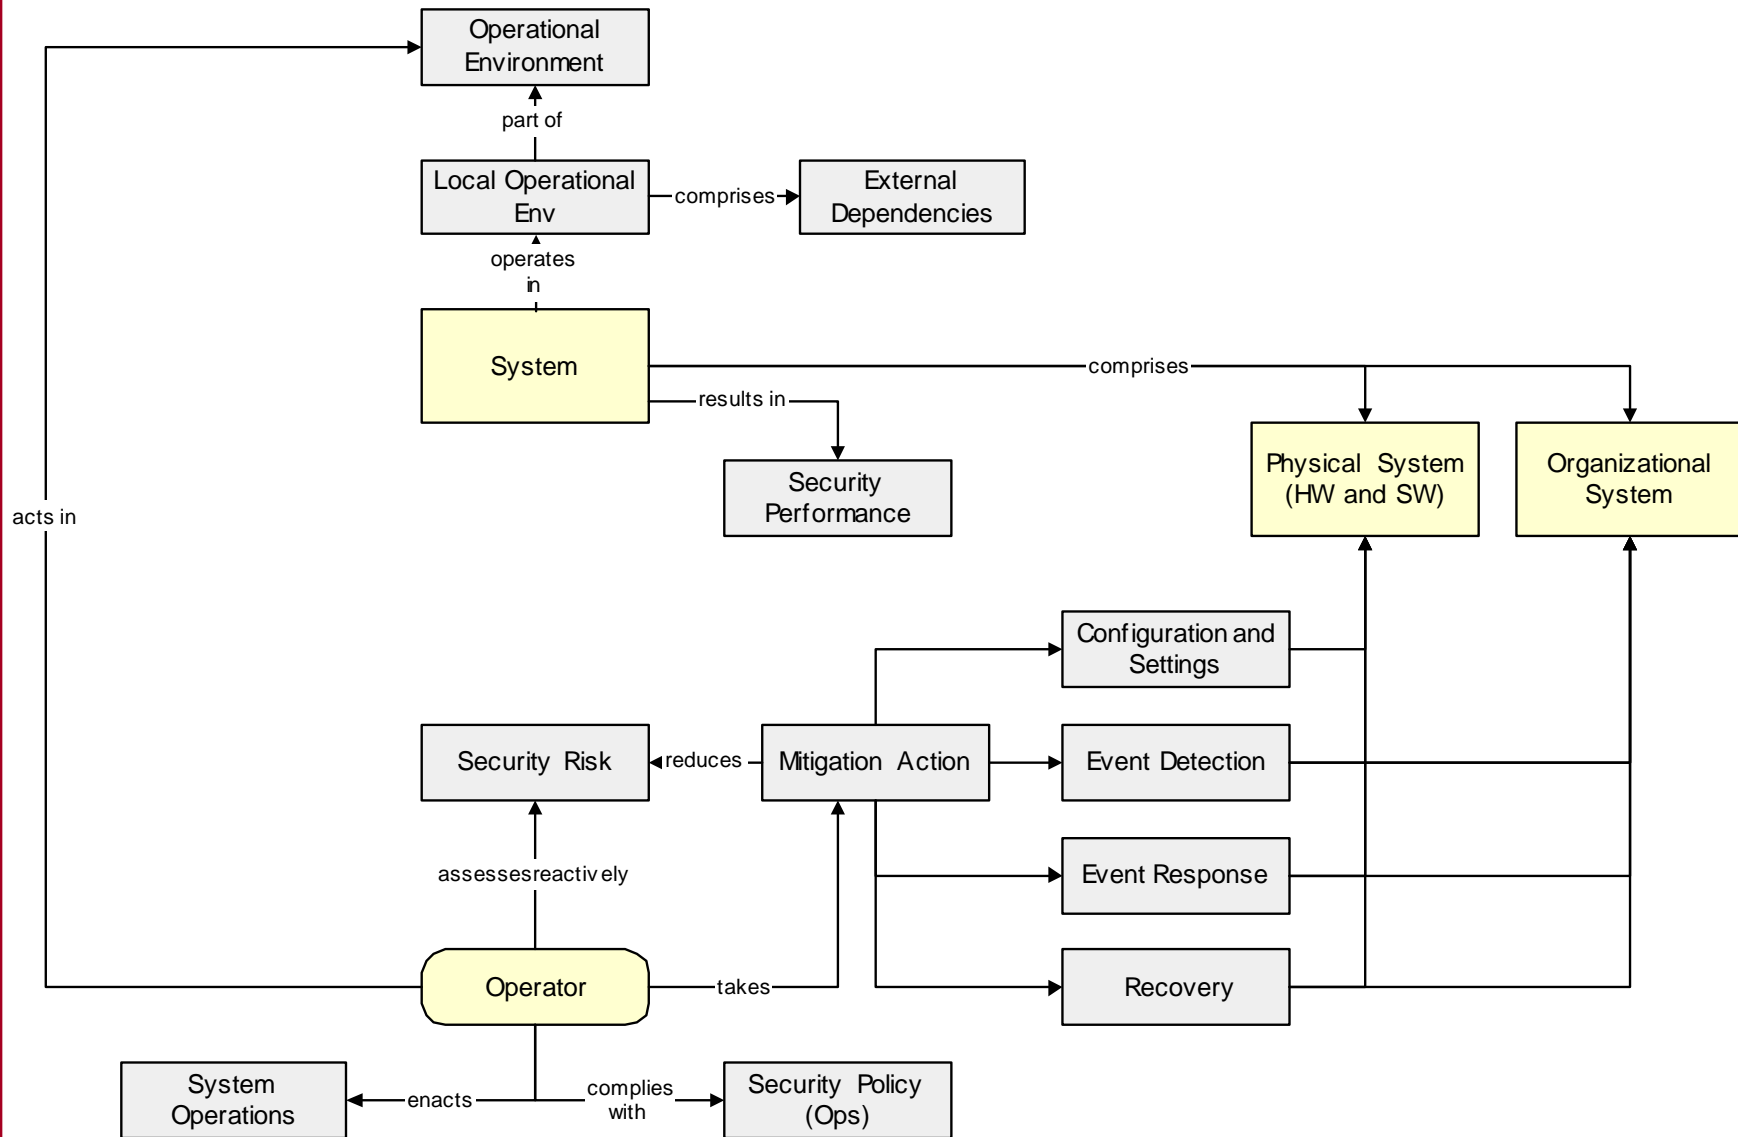 Operational
Environment
part of
Local Operational
Env
comprises
External
Dependencies
operates
in
System
comprises
results in
Physical System
(HW and SW)
Organizational
System
Security
Performance
acts in
Configuration and
Settings
Security Risk
reduces
Mitigation Action
Event Detection
assessesreactively
Event Response
Operator
takes
Recovery
System
Operations
enacts
complies
with
Security Policy
(Ops)